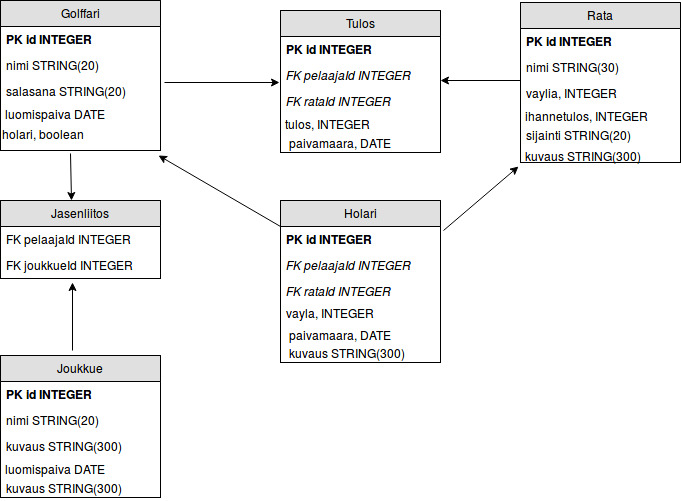 Golffari
PK id INTEGER
nimi STRING(20)
salasana STRING(20)
luomispaiva DATE
holari, boolean
Tulos
PK id INTEGER
FK pelaajaId INTEGER
FK rataId INTEGER
tulos, INTEGER
paivamaara, DATE
Rata
PK id INTEGER
nimi STRING(30)
vaylia, INTEGER
ihannetulos, INTEGER
sijainti STRING(20)
kuvaus STRING(300)
Jasenliitos
FK pelaajaId INTEGER
FK joukkueId INTEGER
Holari
PK id INTEGER
FK pelaajaId INTEGER
FK rataId INTEGER
vayla, INTEGER
paivamaara, DATE
kuvaus STRING(300)
Joukkue
PK id INTEGER
nimi STRING(20)
kuvaus STRING(300)
luomispaiva DATE
kuvaus STRING(300)